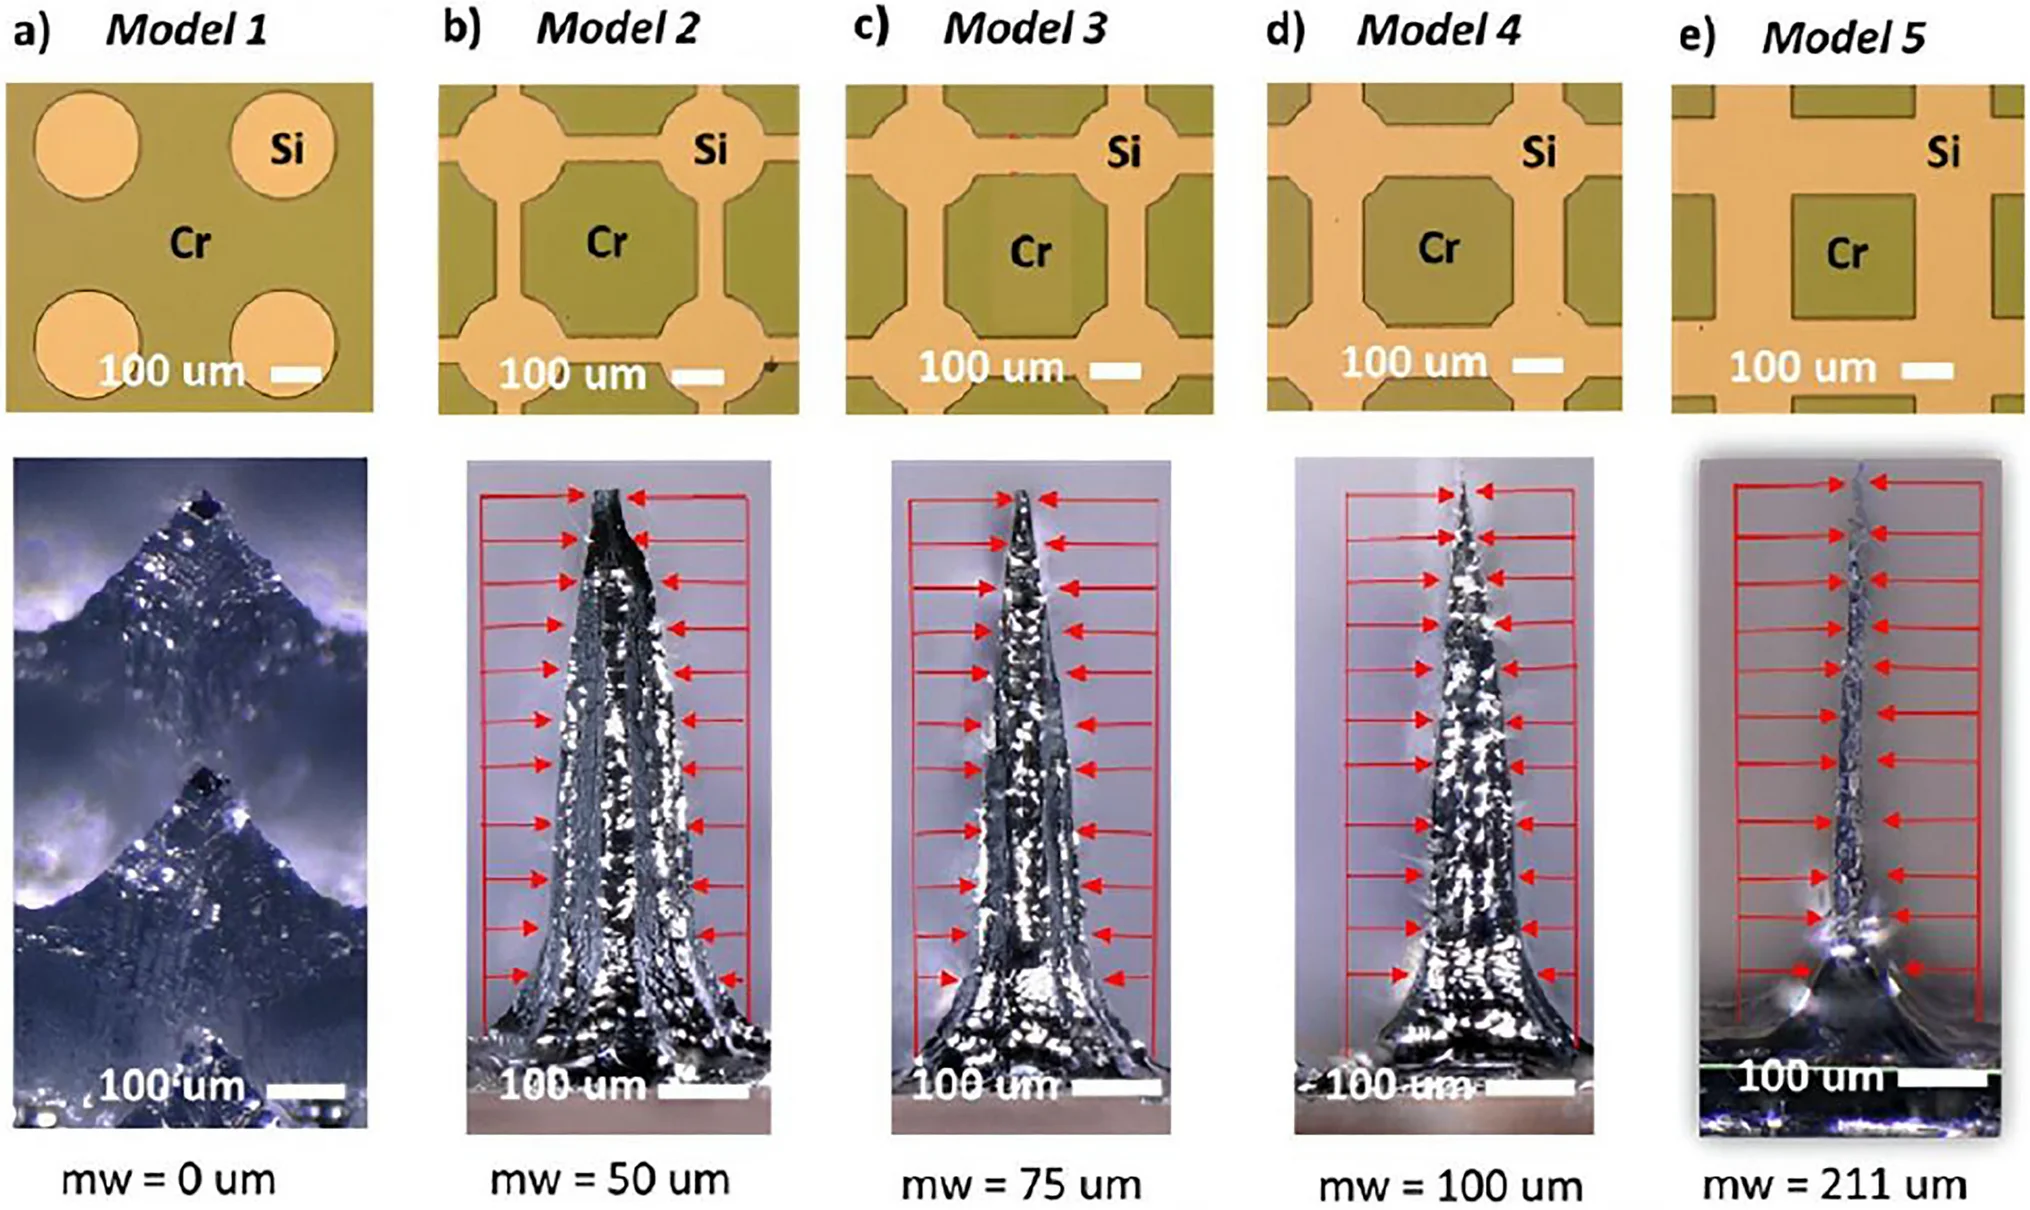 a) Model 1
b) Model 2
c) Model 3
d) Model 4
e) Model 5
Si
Cr
100 um
Si
Cr
100 um
Si
Cr
100 um
Si
Cr
100 um
Si
Cr
100 um
100 um
100 um
100 um
100 um
100 um
mw = 0 um
mw = 50 um
mw = 75 um
mw = 100 um
mw = 211 um